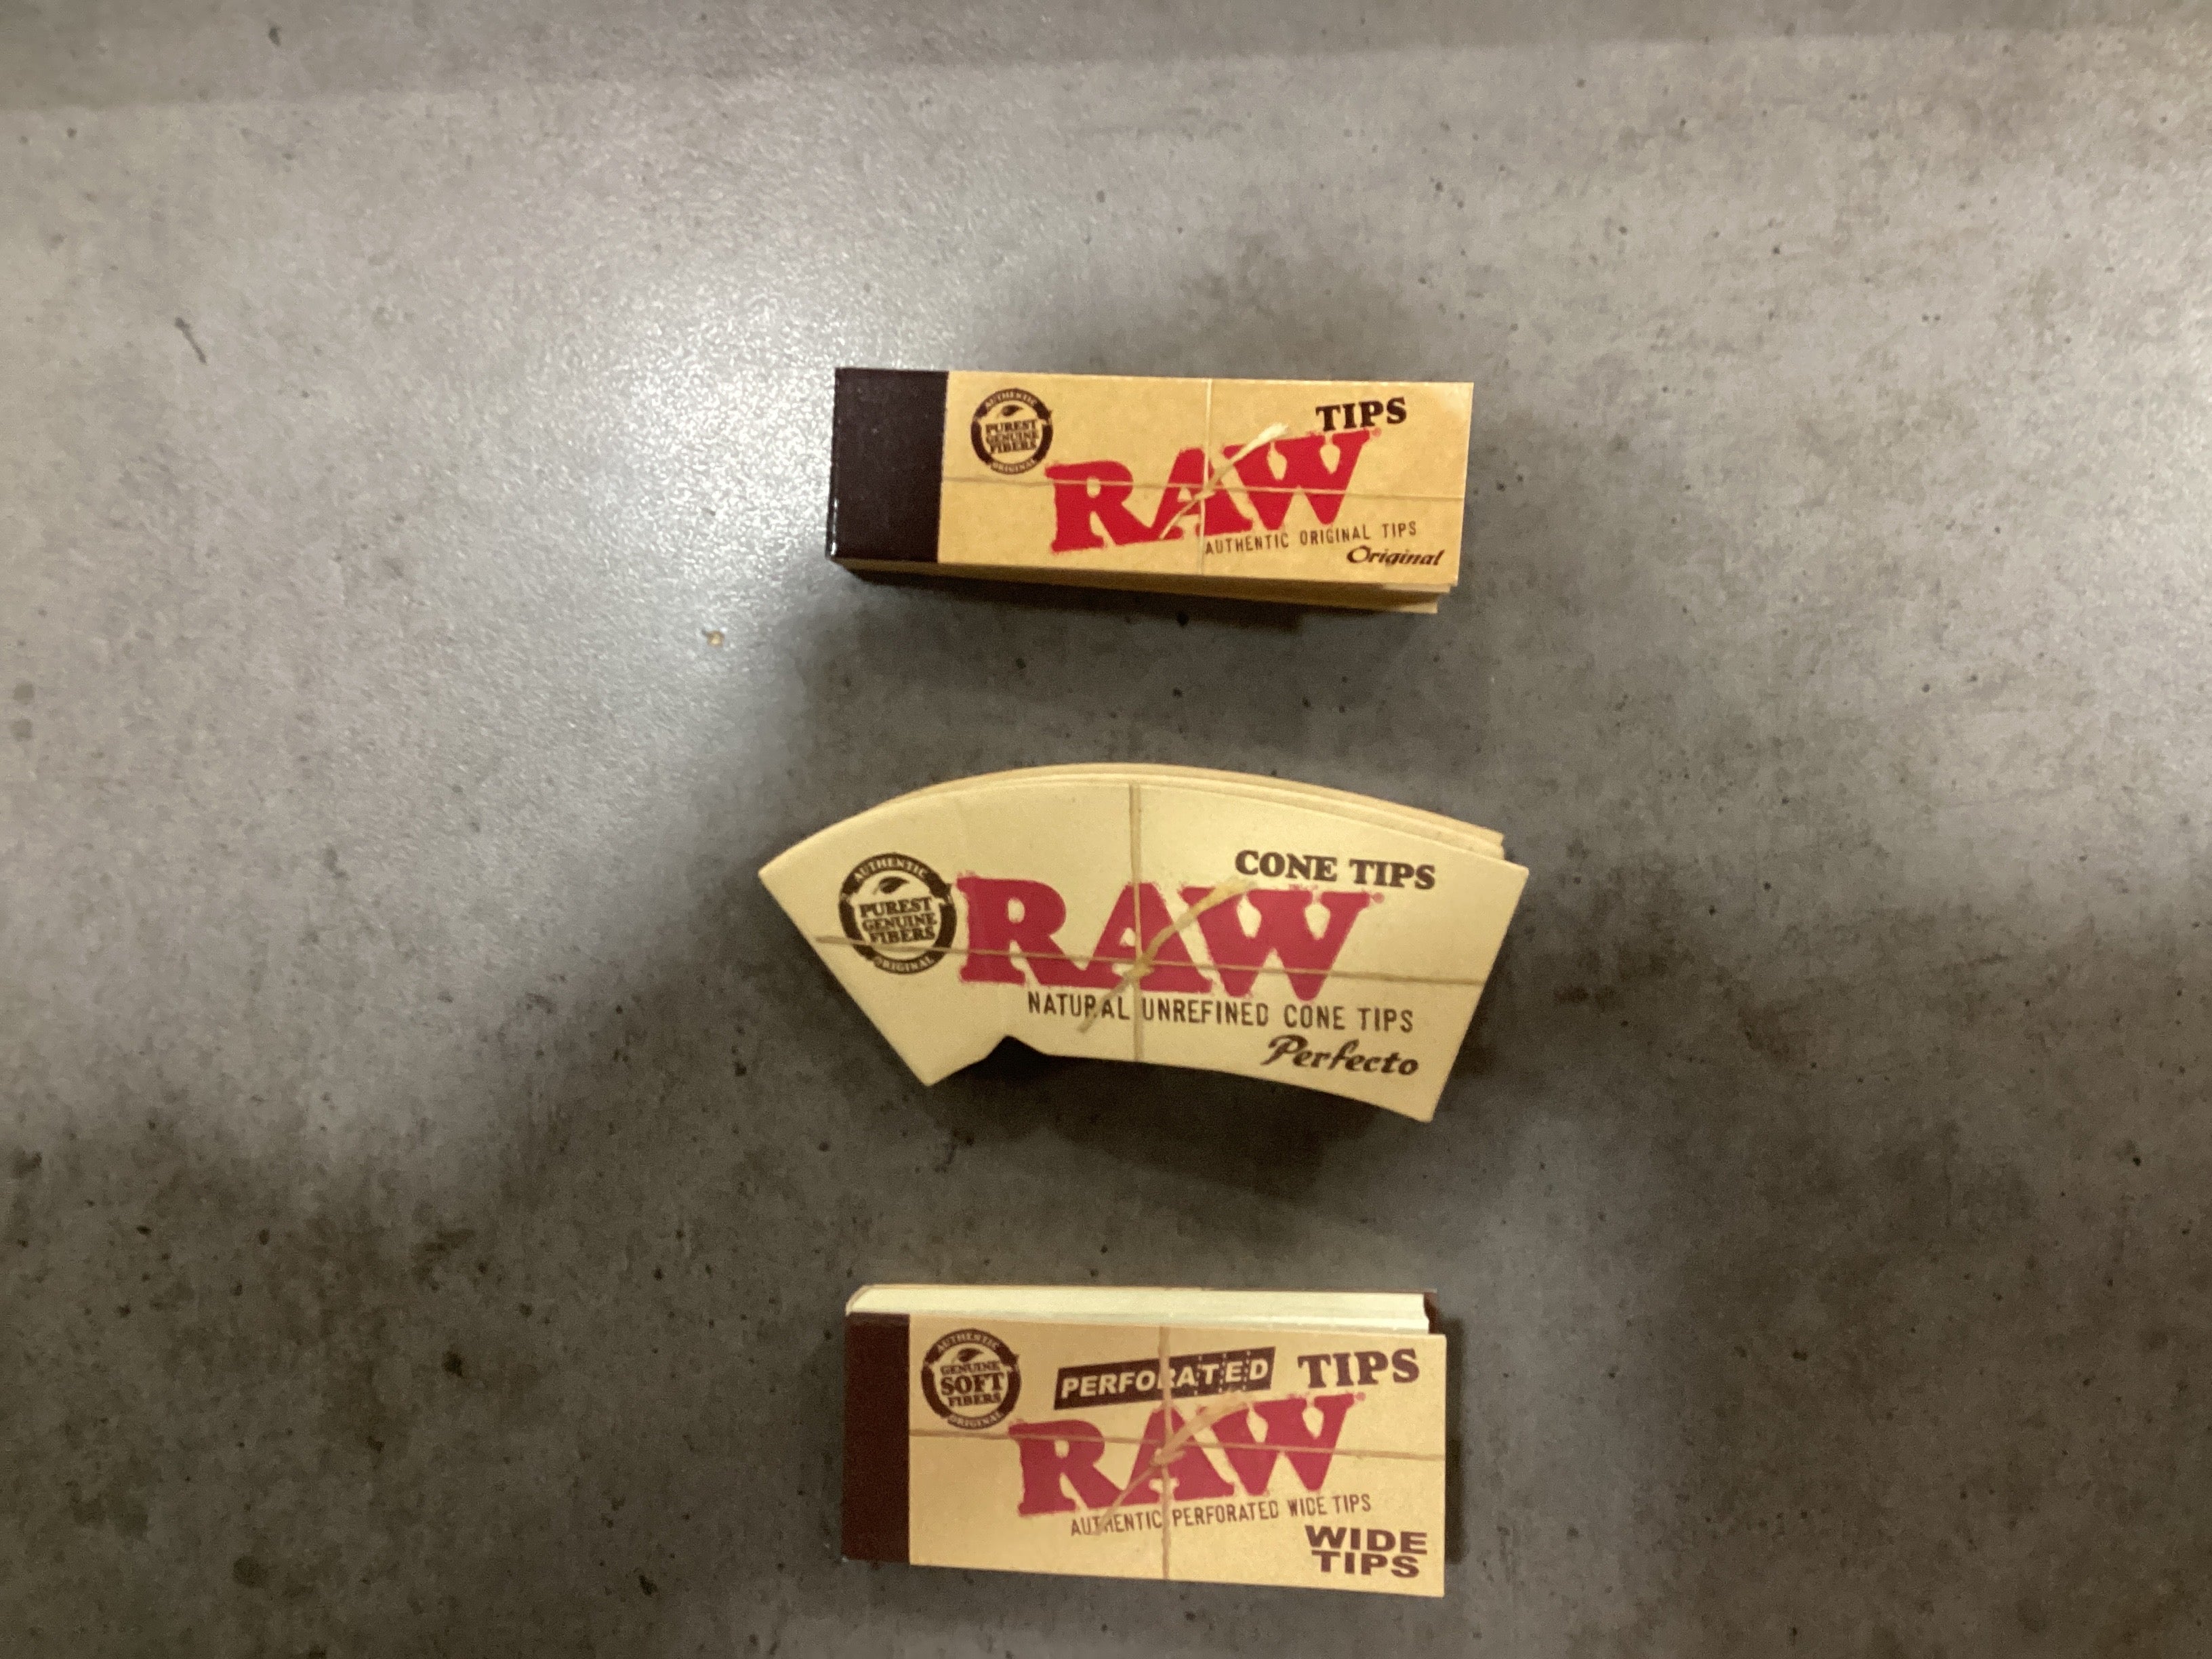 AUTHENTIC
PUREST
GENUINE
FIBERS
ORIGINAL
TIPS
RAW®
AUTHENTIC ORIGINAL TIPS
Original
AUTHENTIC
PUREST
GENUINE
FIBERS
ORIGINAL
CONE TIPS
RAW®
NATURAL UNREFINED CONE TIPS
Perfecto
AUTHENTIC
GENUINE
SOFT
FIBERS
ORIGINAL
PERFORATED TIPS
RAW
AUTHENTIC PERFORATED WIDE TIPS
WIDE
TIPS